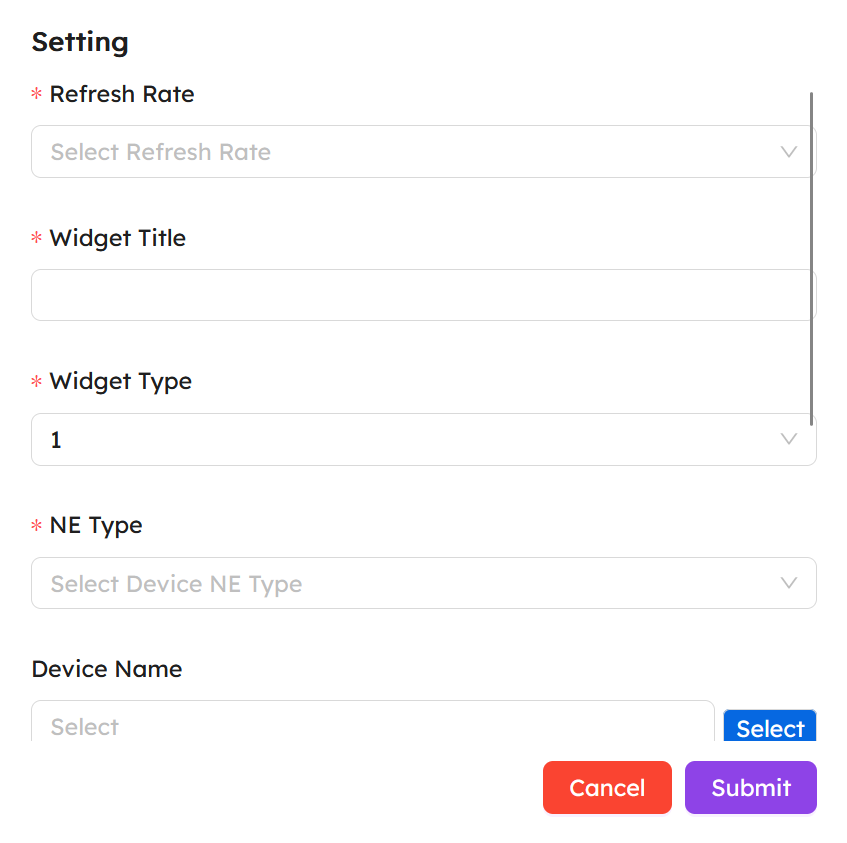 Setting
* Refresh Rate
Select Refresh Rate
* Widget Title
* Widget Type
1
* NE Type
Select Device NE Type
Device Name
Select
Select
Cancel
Submit